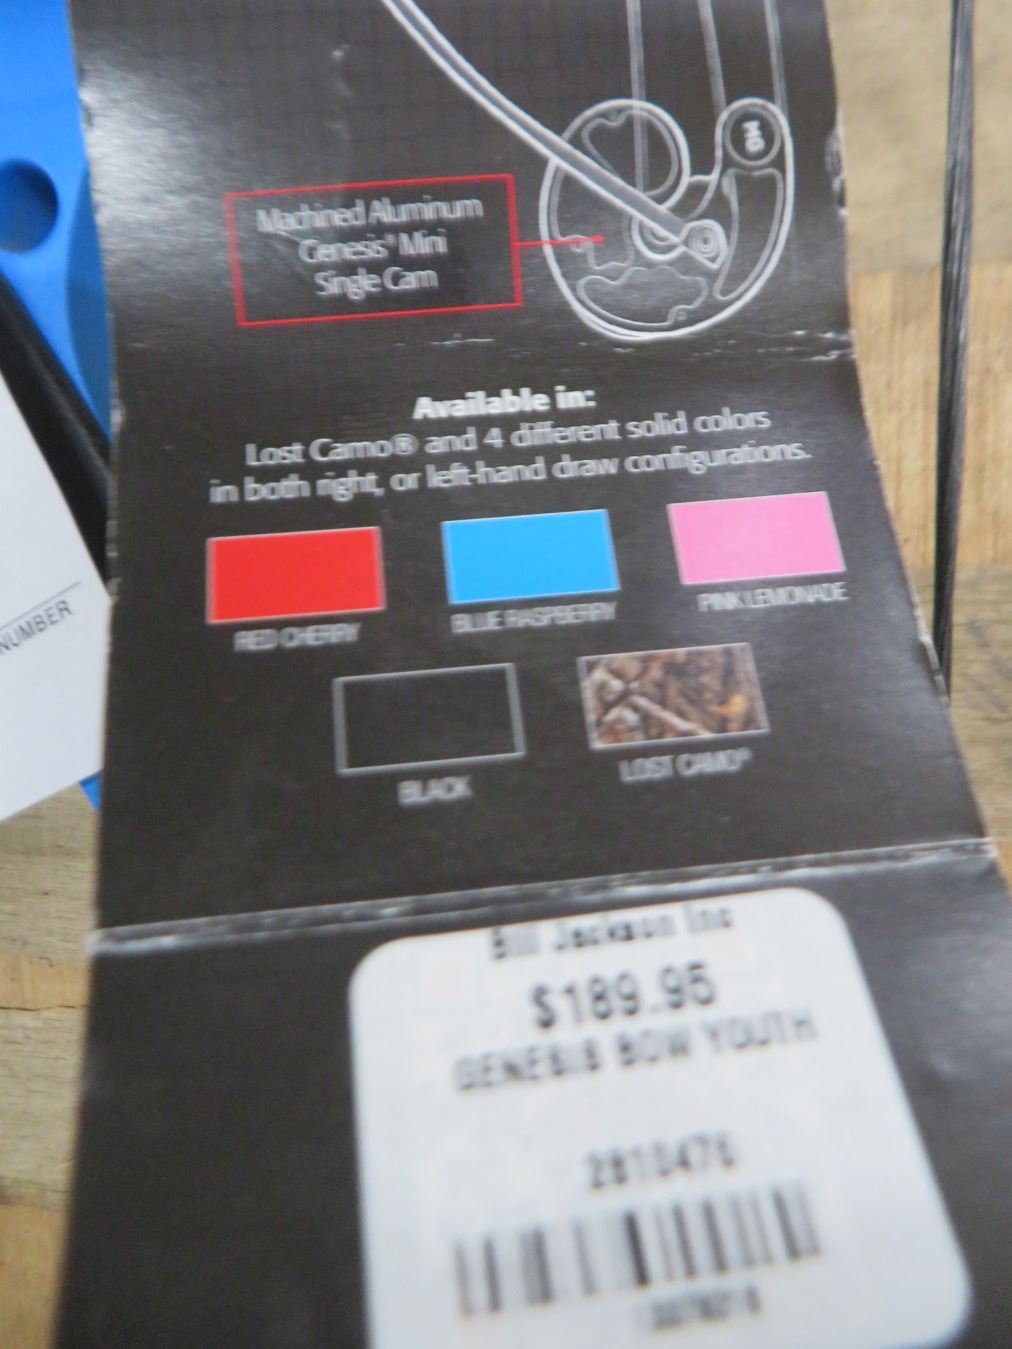 MG
Machined Aluminum
Genesis® Mini
Single Cam
Available in:
Lost Camo® and 4 different solid colors
in both right, or left-hand draw configurations.
RED CHERRY
BLUE RASPBERRY
PINK LEMONADE
BLACK
LOST CAMO®
NUMBER
Bill Jackson Inc
$189.95
GENESIS BOW YOUTH